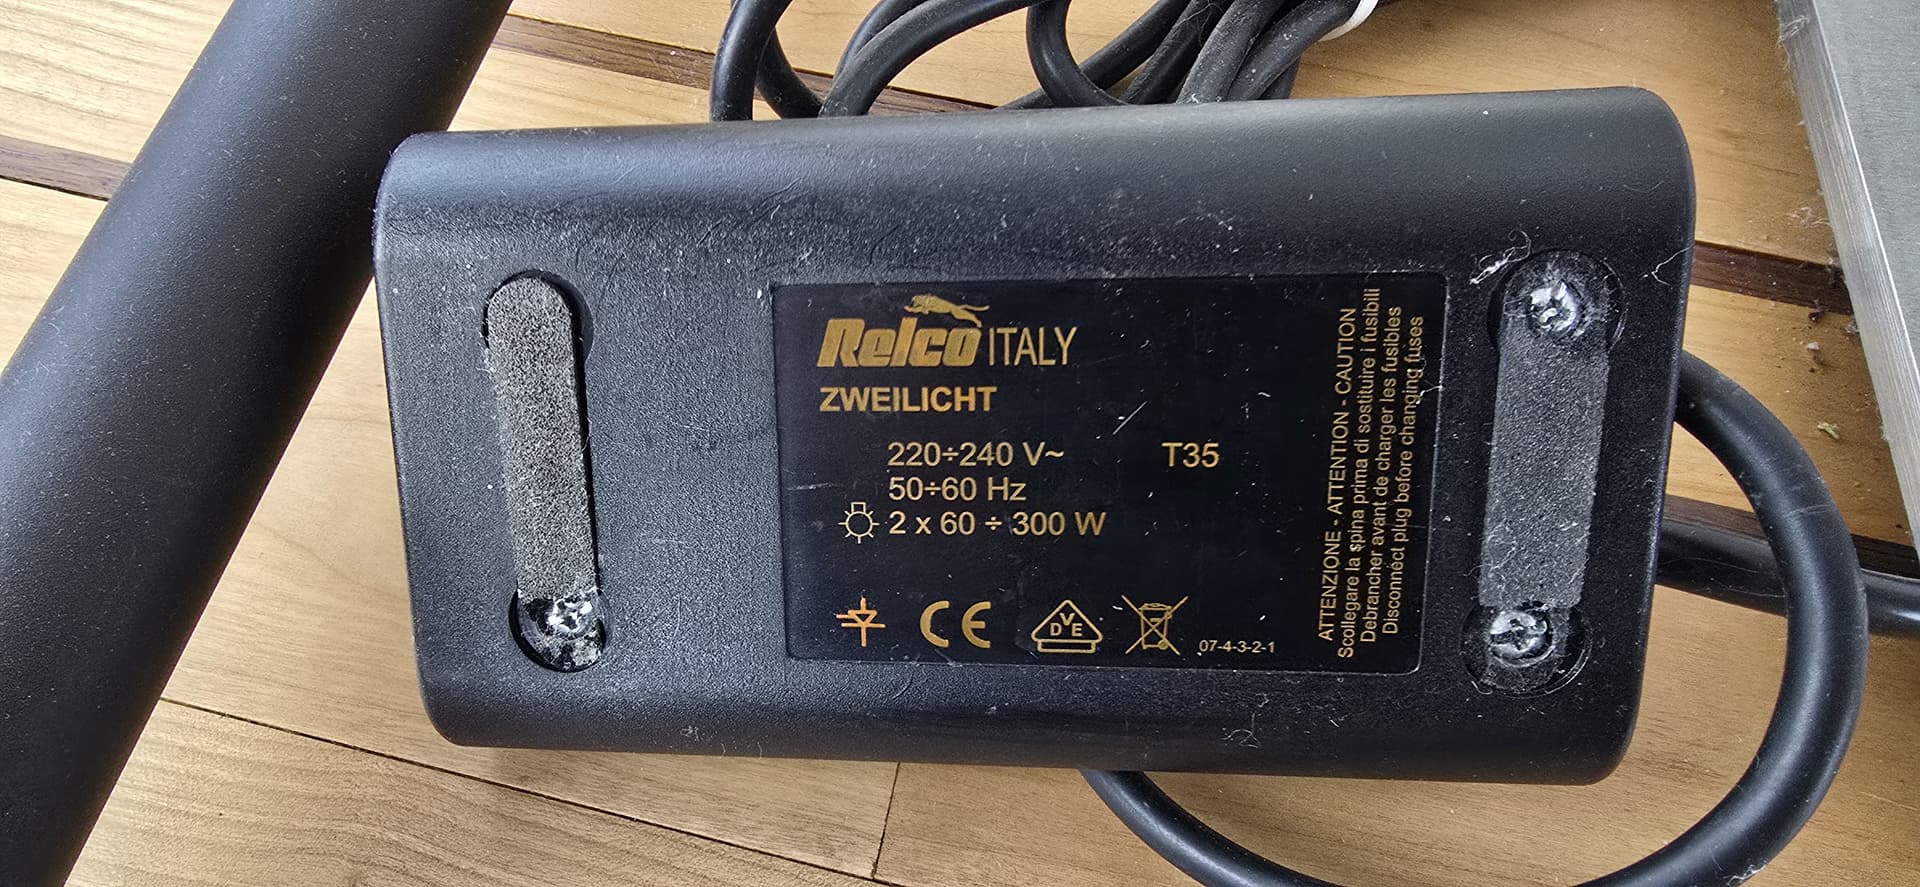 Relco ITALY
ZWEILICHT
220÷240 V~
T35
50÷60 Hz
2 x 60 ÷ 300 W
CE
DVE
07-4-3-2-1
ATTENZIONE - ATTENTION - CAUTION
Scollegare la spina prima di sostituire i fusibili
Debrancher avant de charger les fusibles
Disconnect plug before changing fuses